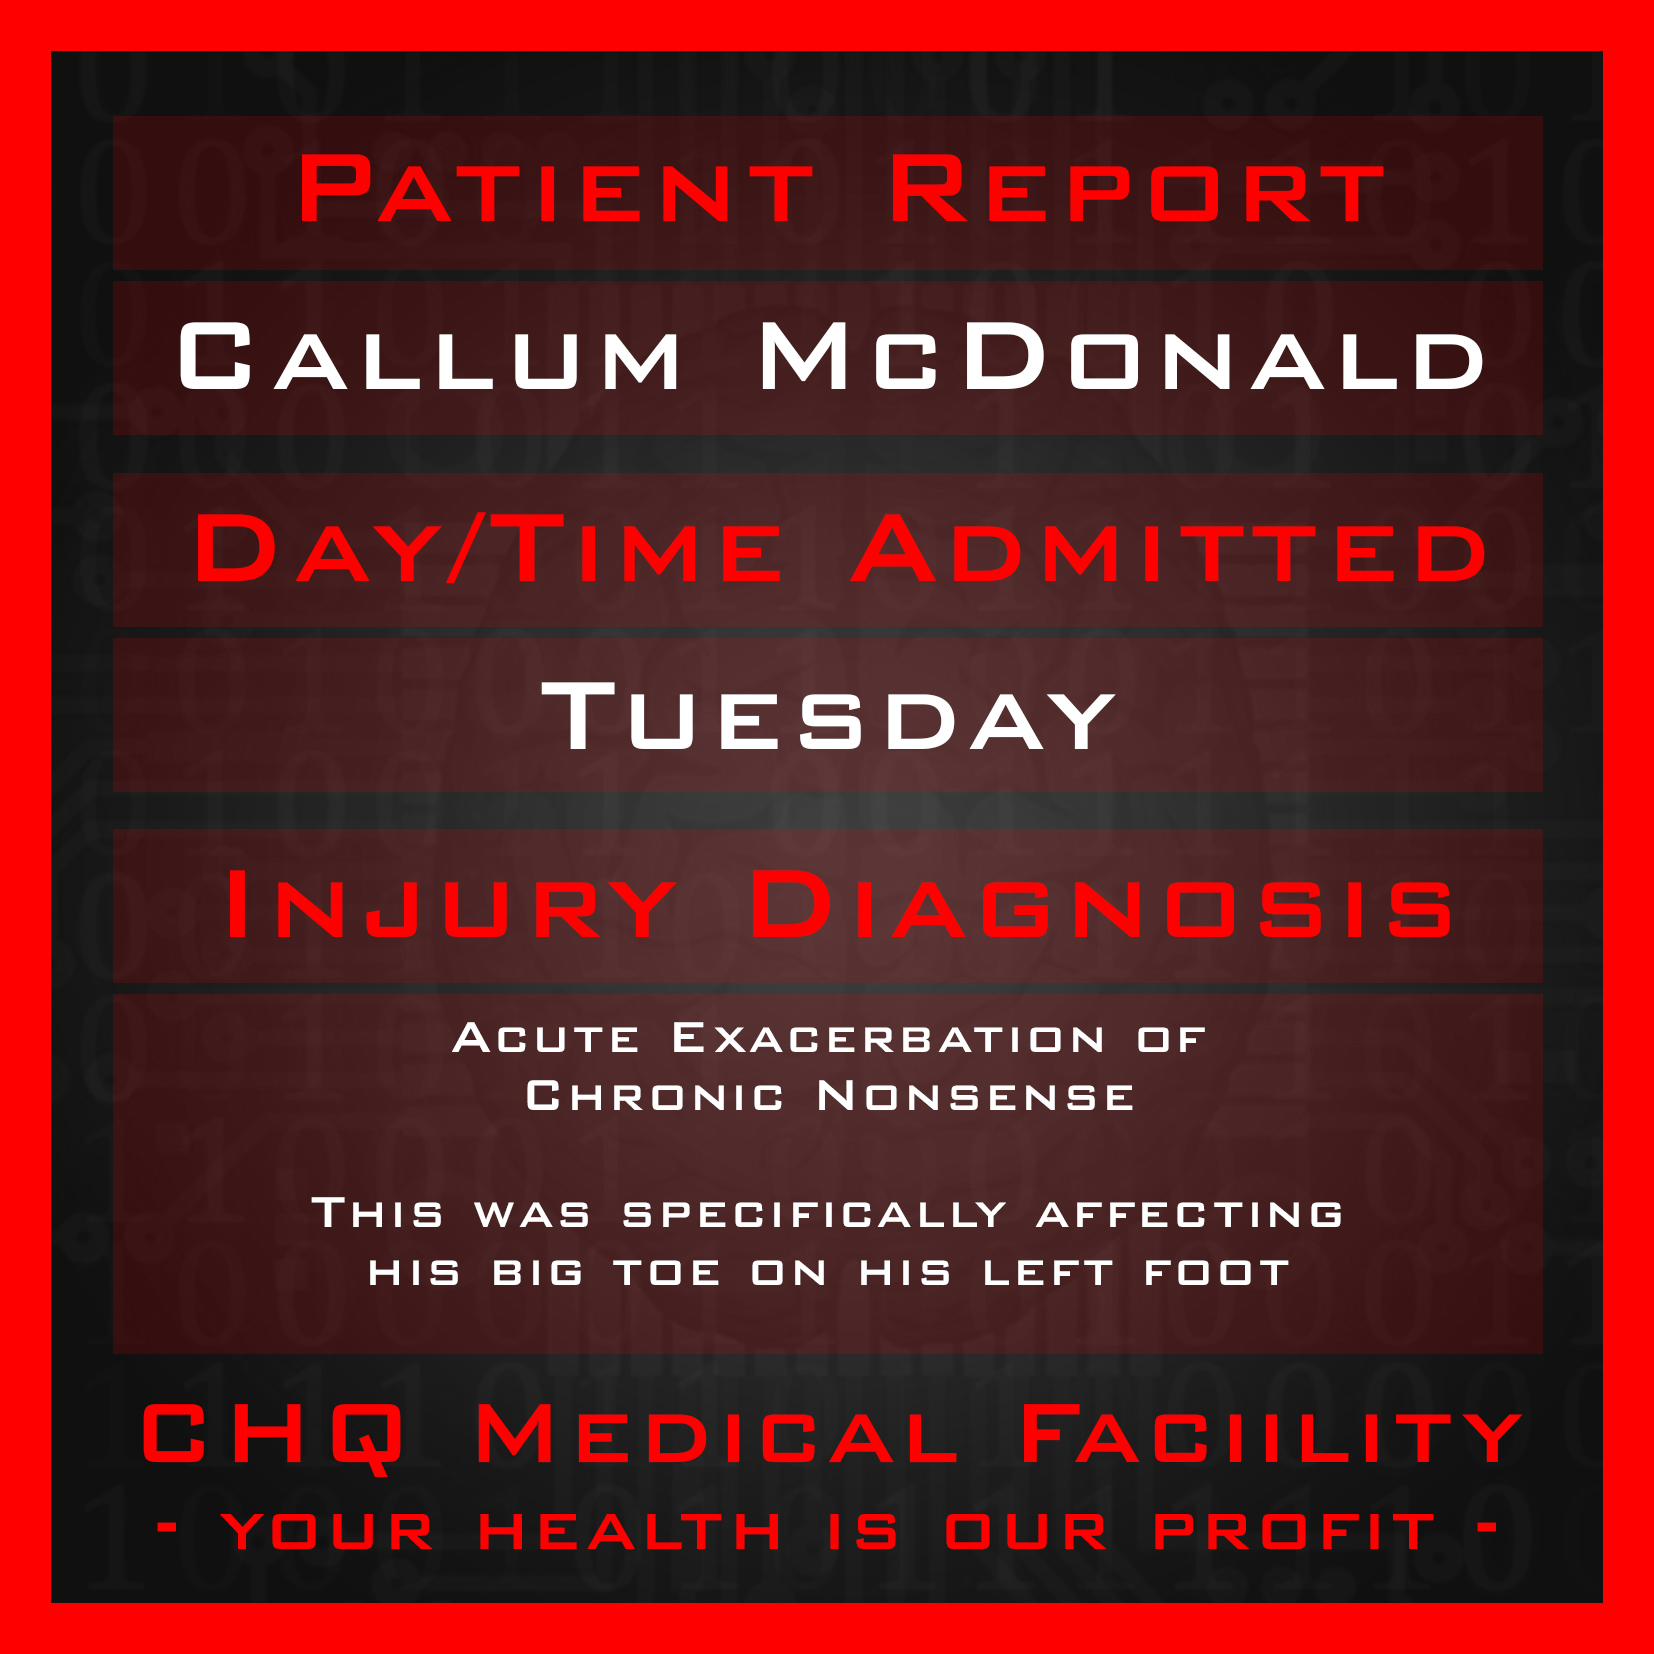 Patient Report
Callum McDonald
Day/Time Admitted
Tuesday
Injury Diagnosis
Acute Exacerbation of
Chronic Nonsense
This was specifically affecting
his big toe on his left foot
CHQ Medical Faciility
- your health is our profit -